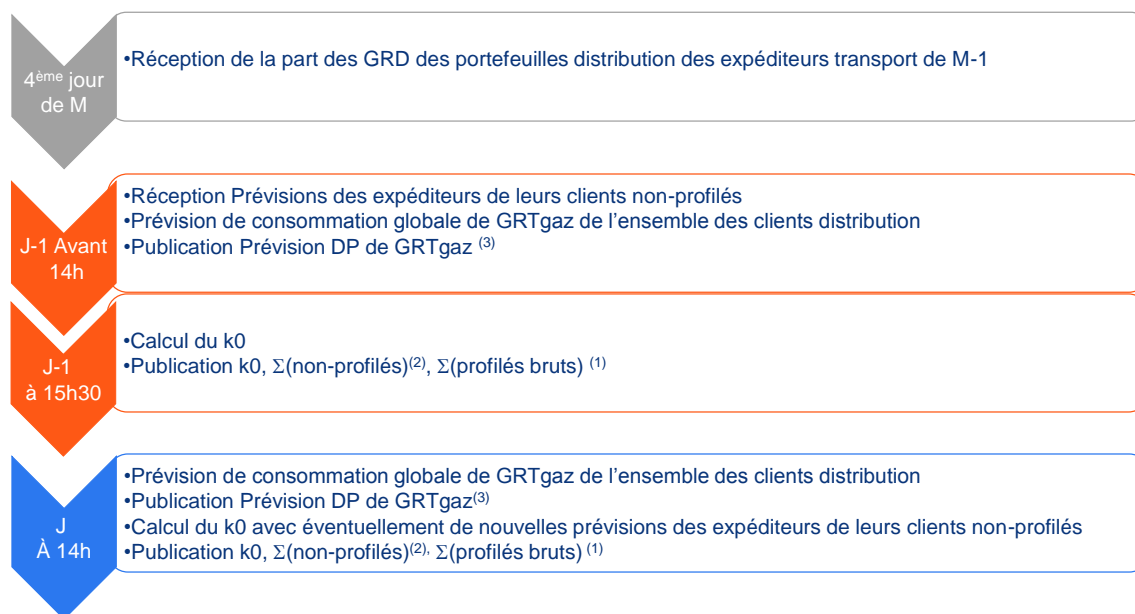 4ème jour
de M
•Réception de la part des GRD des portefeuilles distribution des expéditeurs transport de M-1
J-1 Avant
14h
•Réception Prévisions des expéditeurs de leurs clients non-profilés
•Prévision de consommation globale de GRTgaz de l’ensemble des clients distribution
•Publication Prévision DP de GRTgaz (3)
J-1
à 15h30
•Calcul du k0
•Publication k0, Σ(non-profilés)(2), Σ(profilés bruts) (1)
J
À 14h
•Prévision de consommation globale de GRTgaz de l’ensemble des clients distribution
•Publication Prévision DP de GRTgaz(3)
•Calcul du k0 avec éventuellement de nouvelles prévisions des expéditeurs de leurs clients non-profilés
•Publication k0, Σ(non-profilés)(2), Σ(profilés bruts) (1)